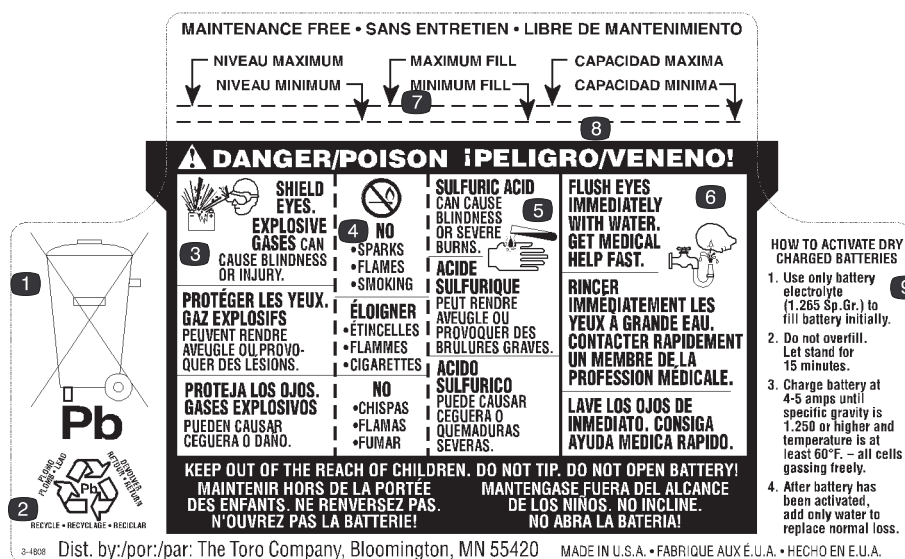 MAINTENANCE FREE • SANS ENTRETIEN • LIBRE DE MANTENIMIENTO
NIVEAU MAXIMUM
MAXIMUM FILL
CAPACIDAD MAXIMA
NIVEAU MINIMUM
MINIMUM FILL
CAPACIDAD MINIMA
7
8
DANGER/POISON ¡PELIGRO/VENENO!
SHIELD
EYES.
EXPLOSIVE
GASES CAN
CAUSE BLINDNESS
OR INJURY.
3
PROTÉGER LES YEUX.
GAZ EXPLOSIFS
PEUVENT RENDRE
AVEUGLE OU PROVO-
QUER DES LÉSIONS.
PROTEJA LOS OJOS.
GASES EXPLOSIVOS
PUEDEN CAUSAR
CEGUERA O DAÑO.
4
NO
•SPARKS
•FLAMES
•SMOKING
ÉLOIGNER
•ÉTINCELLES
•FLAMMES
•CIGARETTES
NO
•CHISPAS
•FLAMAS
•FUMAR
SULFURIC ACID
CAN CAUSE
BLINDNESS
OR SEVERE
BURNS.
5
ACIDE
SULFURIQUE
PEUT RENDRE
AVEUGLE OU
PROVOQUER DES
BRÛLURES GRAVES.
ACIDO
SULFURICO
PUEDE CAUSAR
CEGUERA O
QUEMADURAS
SEVERAS.
FLUSH EYES
IMMEDIATELY
WITH WATER.
GET MEDICAL
HELP FAST.
6
RINCER
IMMEDIATEMENT LES
YEUX À GRANDE EAU.
CONTACTER RAPIDEMENT
UN MEMBRE DE LA
PROFESSION MÉDICALE.
LAVE LOS OJOS DE
INMEDIATO. CONSIGA
AYUDA MEDICA RAPIDO.
KEEP OUT OF THE REACH OF CHILDREN. DO NOT TIP. DO NOT OPEN BATTERY!
MAINTENIR HORS DE LA PORTÉE
DES ENFANTS. NE RENVERSEZ PAS.
N'OUVREZ PAS LA BATTERIE!
MANTENGASE FUERA DEL ALCANCE
DE LOS NIÑOS. NO INCLINE.
NO ABRA LA BATERIA!
1
Pb
2
PLOMO
PLOMB • LEAD
DEVOLVER
RETOUR • RETURN
Pb
RECYCLE • RECYCLAGE • RECICLAR
HOW TO ACTIVATE DRY
CHARGED BATTERIES
9
1. Use only battery
electrolyte
(1.265 Sp.Gr.) to
fill battery initially.
2. Do not overfill.
Let stand for
15 minutes.
3. Charge battery at
4-5 amps until
specific gravity is
1.250 or higher and
temperature is at
least 60°F. – all cells
gassing freely.
4. After battery has
been activated,
add only water to
replace normal loss.
3-4808 Dist. by:/por:/par: The Toro Company, Bloomington, MN 55420 MADE IN U.S.A. • FABRIQUE AUX É.U.A. • HECHO EN E.U.A.